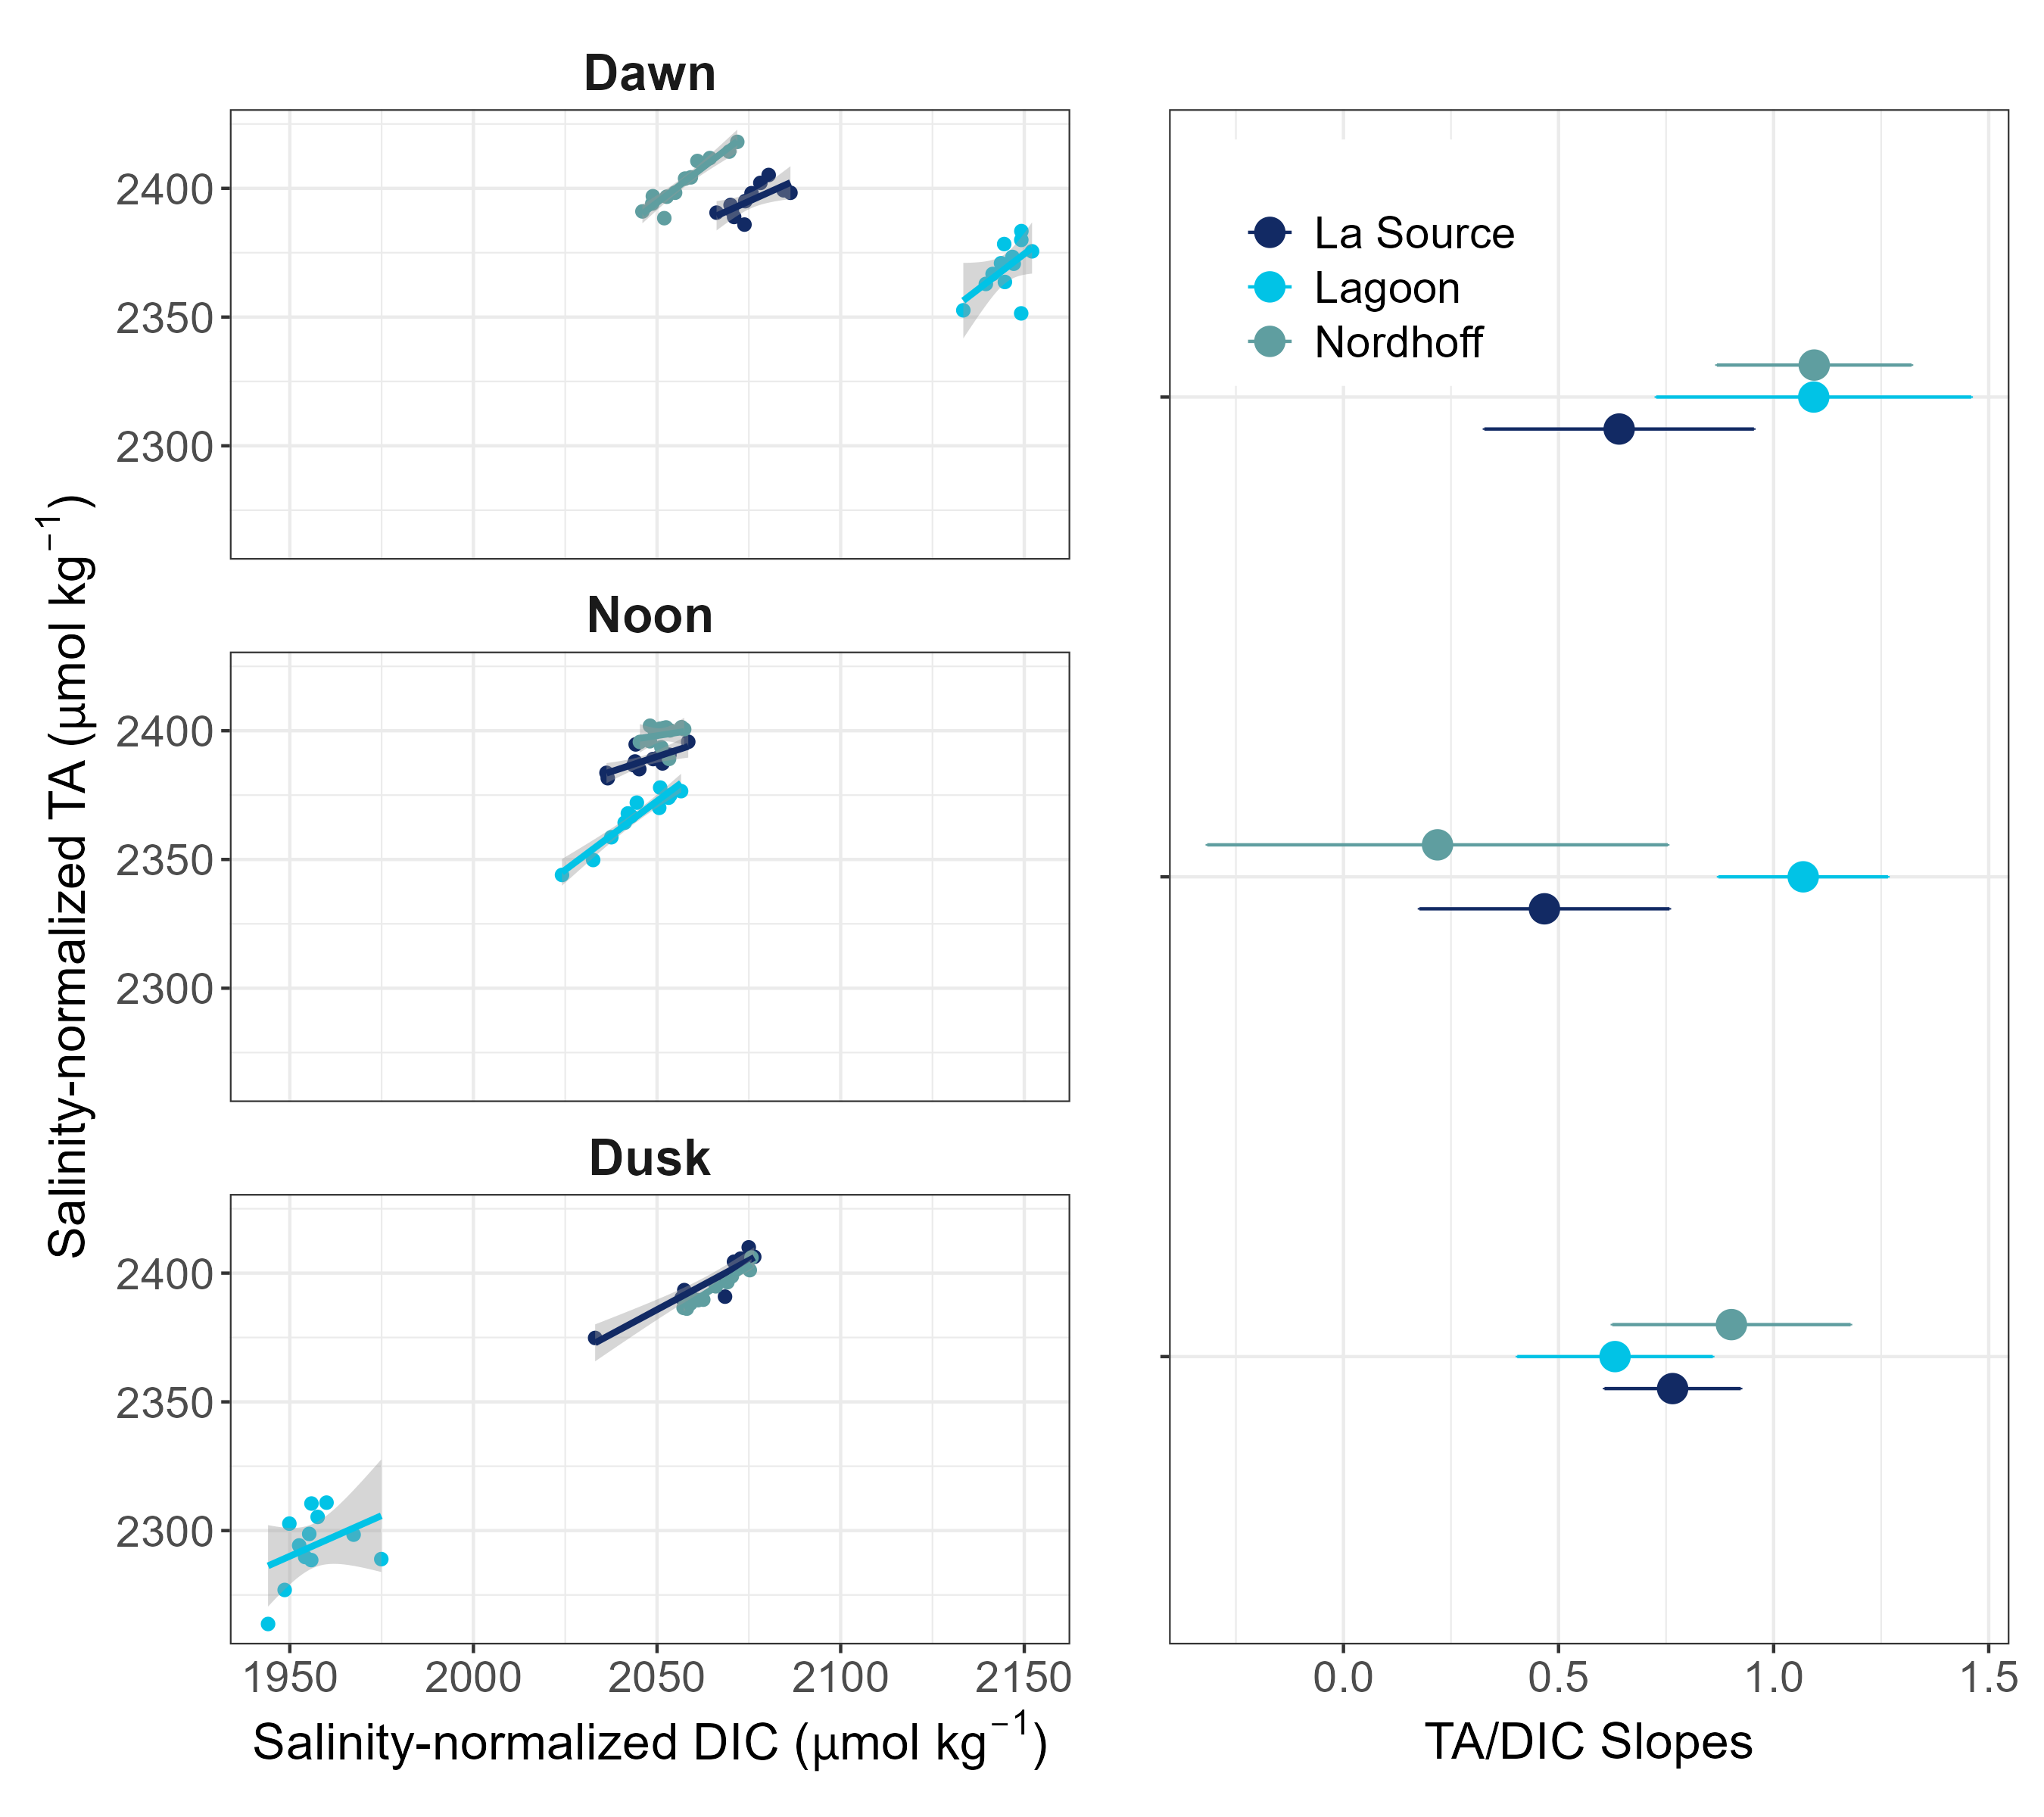 Dawn
2400
2350
2300
Noon
2400
2350
2300
Dusk
2400
2350
2300
1950 2000 2050 2100 2150
Salinity-normalized DIC (µmol kg⁻¹)
Salinity-normalized TA (µmol kg⁻¹)
La Source
Lagoon
Nordhoff
0.0 0.5 1.0 1.5
TA/DIC Slopes